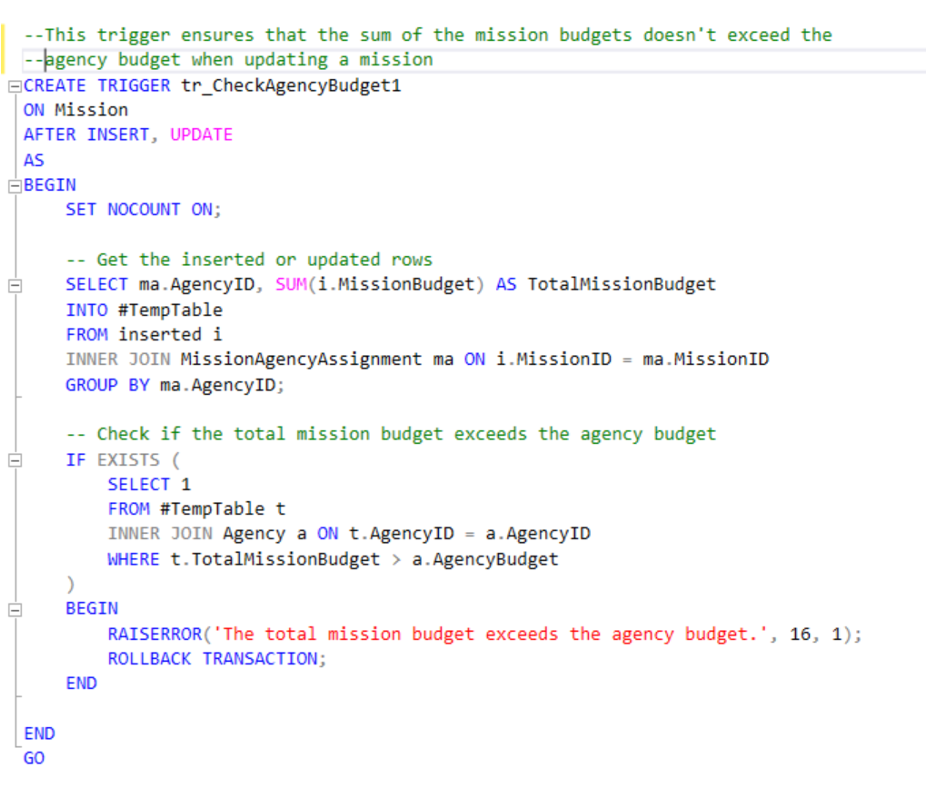 --This trigger ensures that the sum of the mission budgets doesn't exceed the
--agency budget when updating a mission
CREATE TRIGGER tr_CheckAgencyBudget1
ON Mission
AFTER INSERT, UPDATE
AS
BEGIN
    SET NOCOUNT ON;

    -- Get the inserted or updated rows
    SELECT ma.AgencyID, SUM(i.MissionBudget) AS TotalMissionBudget
    INTO #TempTable
    FROM inserted i
    INNER JOIN MissionAgencyAssignment ma ON i.MissionID = ma.MissionID
    GROUP BY ma.AgencyID;

    -- Check if the total mission budget exceeds the agency budget
    IF EXISTS (
        SELECT 1
        FROM #TempTable t
        INNER JOIN Agency a ON t.AgencyID = a.AgencyID
        WHERE t.TotalMissionBudget > a.AgencyBudget
    )
    BEGIN
        RAISERROR('The total mission budget exceeds the agency budget.', 16, 1);
        ROLLBACK TRANSACTION;
    END

END
GO